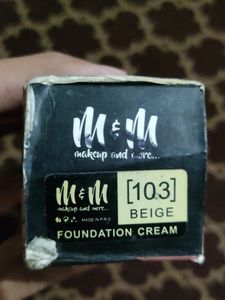 M & M
makeup and more...
M & M
makeup and more...
[103]
BEIGE
MADE IN P.R.C
FOUNDATION CREAM